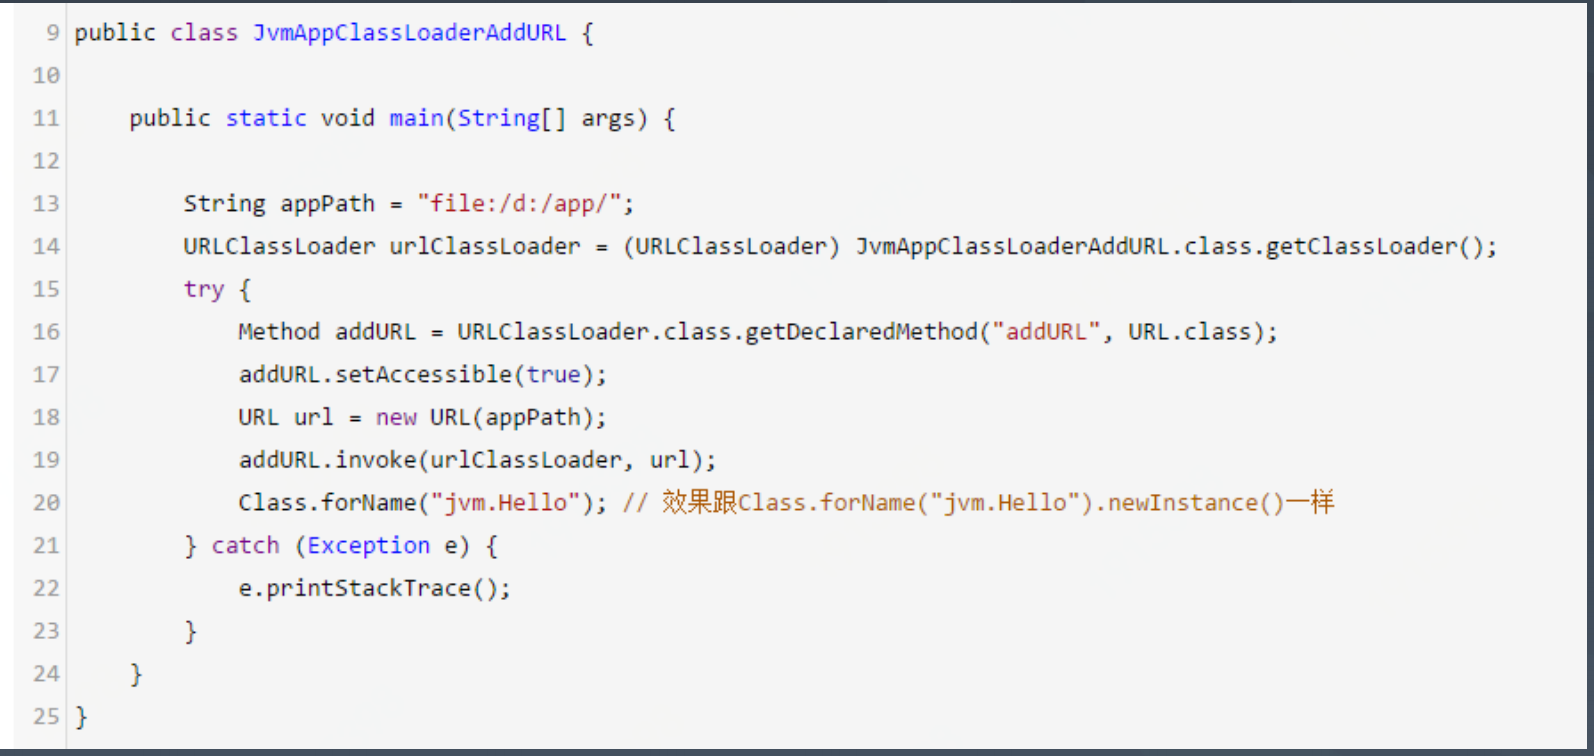 9 public class JvmAppClassLoaderAddURL {
10
11     public static void main(String[] args) {
12
13         String appPath = "file:/d:/app/";
14         URLClassLoader urlClassLoader = (URLClassLoader) JvmAppClassLoaderAddURL.class.getClassLoader();
15         try {
16             Method addURL = URLClassLoader.class.getDeclaredMethod("addURL", URL.class);
17             addURL.setAccessible(true);
18             URL url = new URL(appPath);
19             addURL.invoke(urlClassLoader, url);
20             Class.forName("jvm.Hello"); // 效果跟Class.forName("jvm.Hello").newInstance()一样
21         } catch (Exception e) {
22             e.printStackTrace();
23         }
24     }
25 }